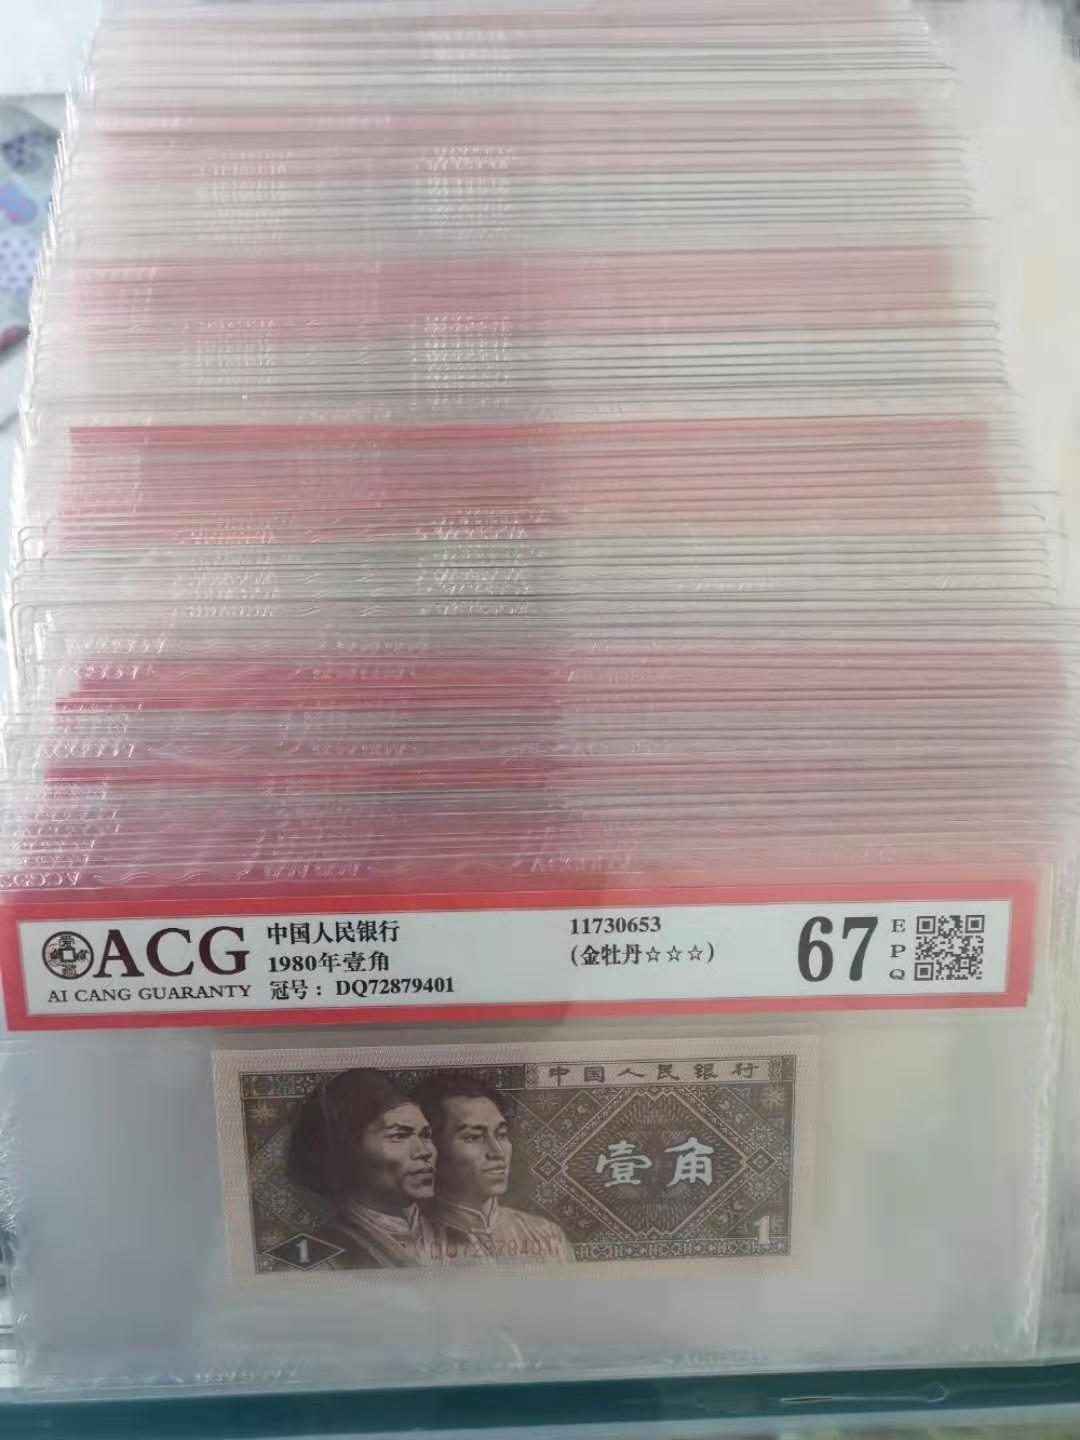 ACG
AI CANG GUARANTY
中国人民银行
1980年壹角
冠号：DQ72879401
11730653
(金牡丹☆☆☆)
67
EPQ
中国人民银行
壹角
1
1
DQ72879401